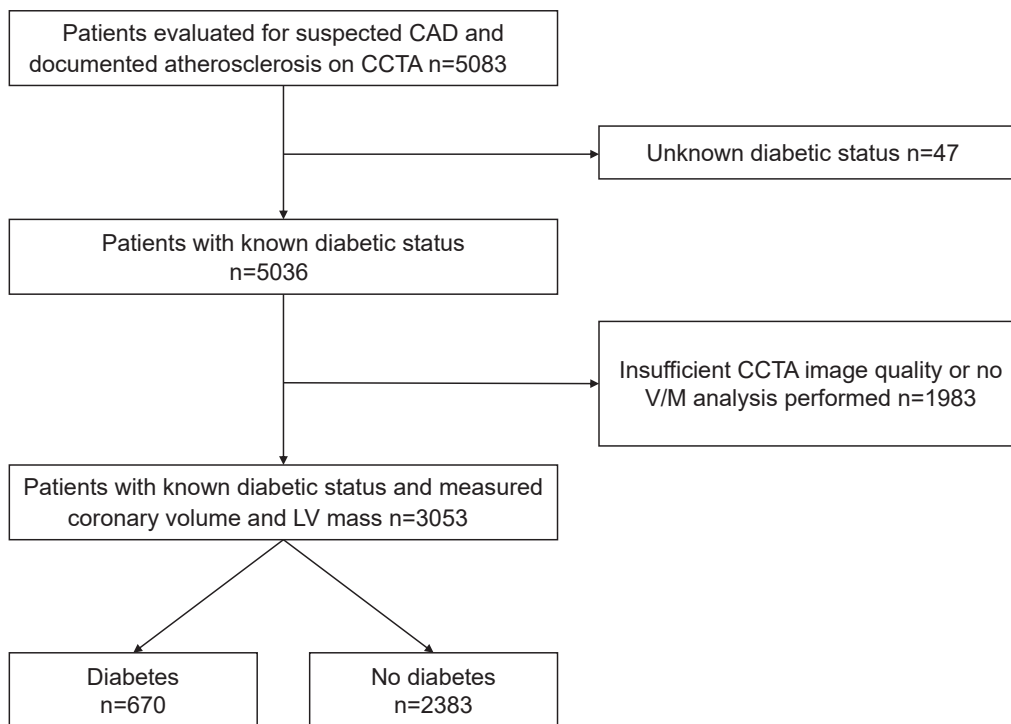 Patients evaluated for suspected CAD and
documented atherosclerosis on CCTA n=5083
Unknown diabetic status n=47
Patients with known diabetic status
n=5036
Insufficient CCTA image quality or no
V/M analysis performed n=1983
Patients with known diabetic status and measured
coronary volume and LV mass n=3053
Diabetes
n=670
No diabetes
n=2383